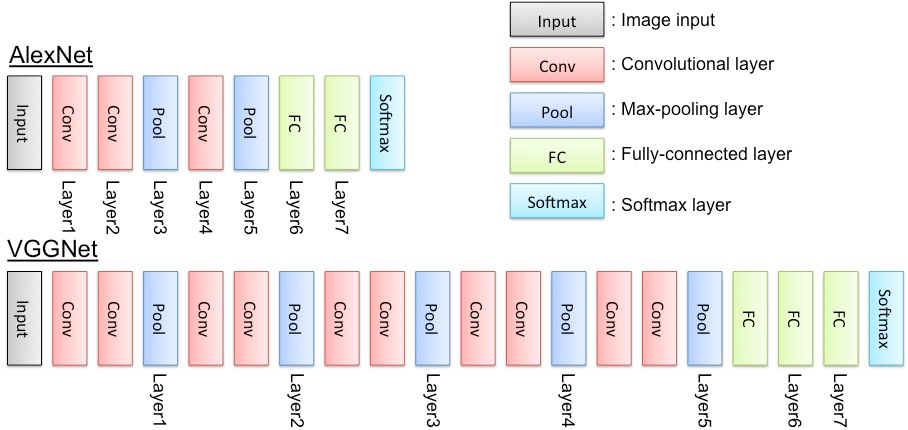 Input : Image input
AlexNet
Conv : Convolutional layer
Pool : Max-pooling layer
FC : Fully-connected layer
Softmax : Softmax layer
Input Conv Conv Pool Conv Pool FC FC Softmax
Layer1 Layer2 Layer3 Layer4 Layer5 Layer6 Layer7
VGGNet
Input Conv Conv Pool Conv Conv Pool Conv Conv Pool Conv Conv Pool Conv Conv Pool FC FC FC Softmax
Layer1 Layer2 Layer3 Layer4 Layer5 Layer6 Layer7